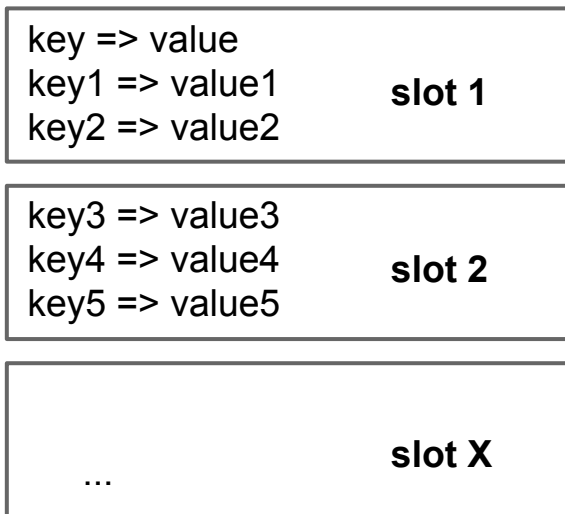 key => value
key1 => value1
key2 => value2
slot 1
key3 => value3
key4 => value4
key5 => value5
slot 2
...
slot X